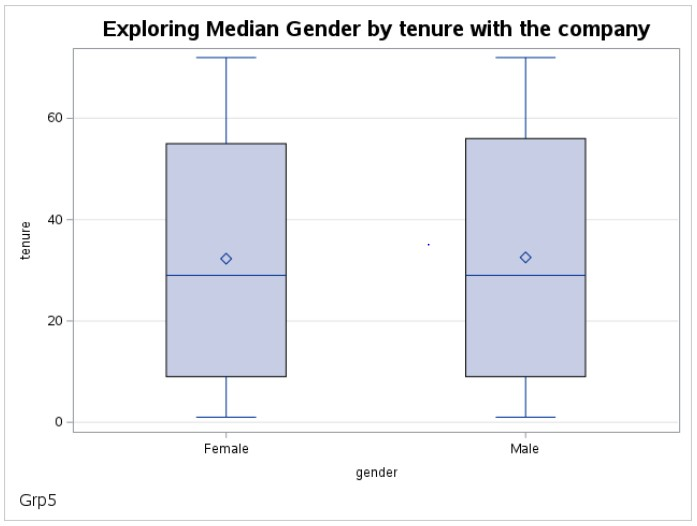 Exploring Median Gender by tenure with the company
60
40
20
0
tenure
Female
Male
gender
Grp5